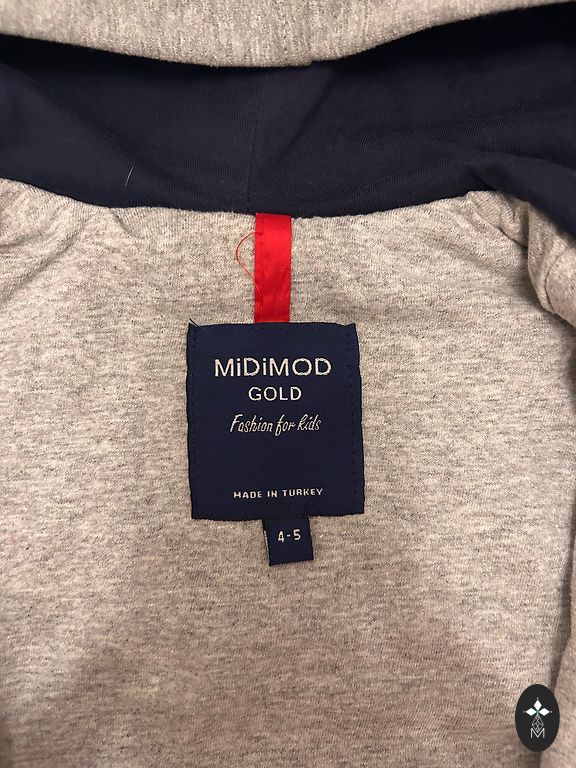 MiDiMOD
GOLD
Fashion for kids
MADE IN TURKEY
4-5
M